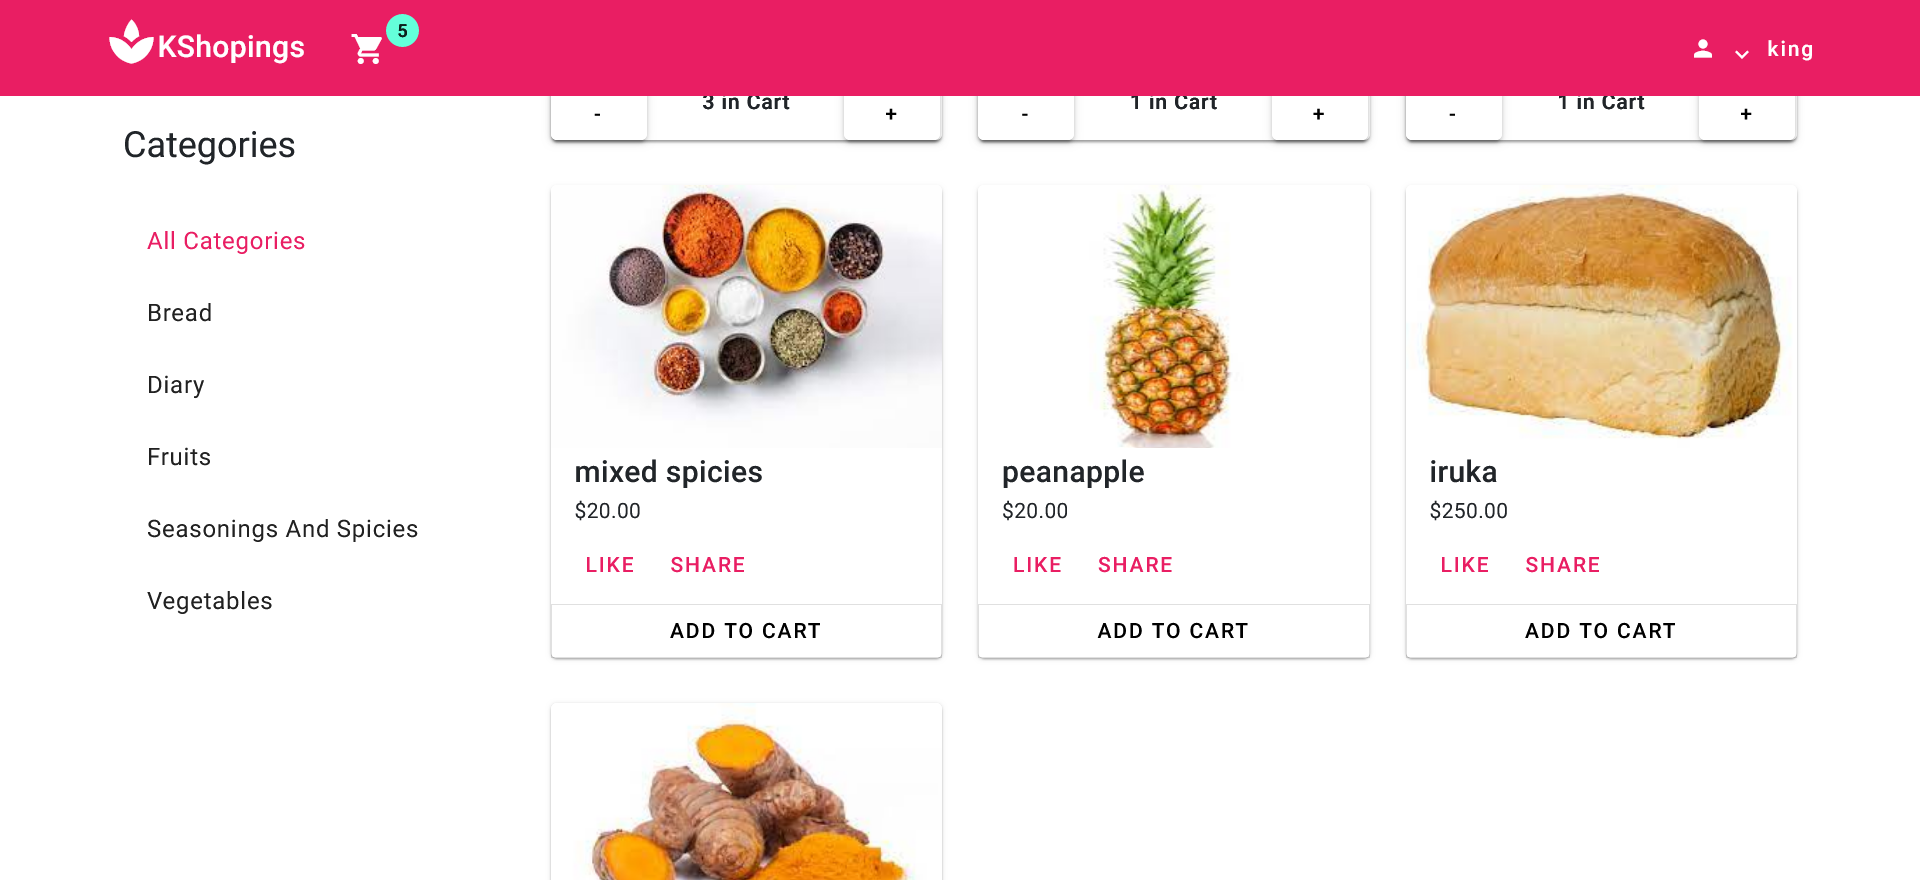 KShopings
5
king
- 3 in Cart +
- 1 in Cart +
- 1 in Cart +
Categories
All Categories
Bread
Diary
Fruits
Seasonings And Spicies
Vegetables
mixed spicies
$20.00
LIKE SHARE
ADD TO CART
peanapple
$20.00
LIKE SHARE
ADD TO CART
iruka
$250.00
LIKE SHARE
ADD TO CART